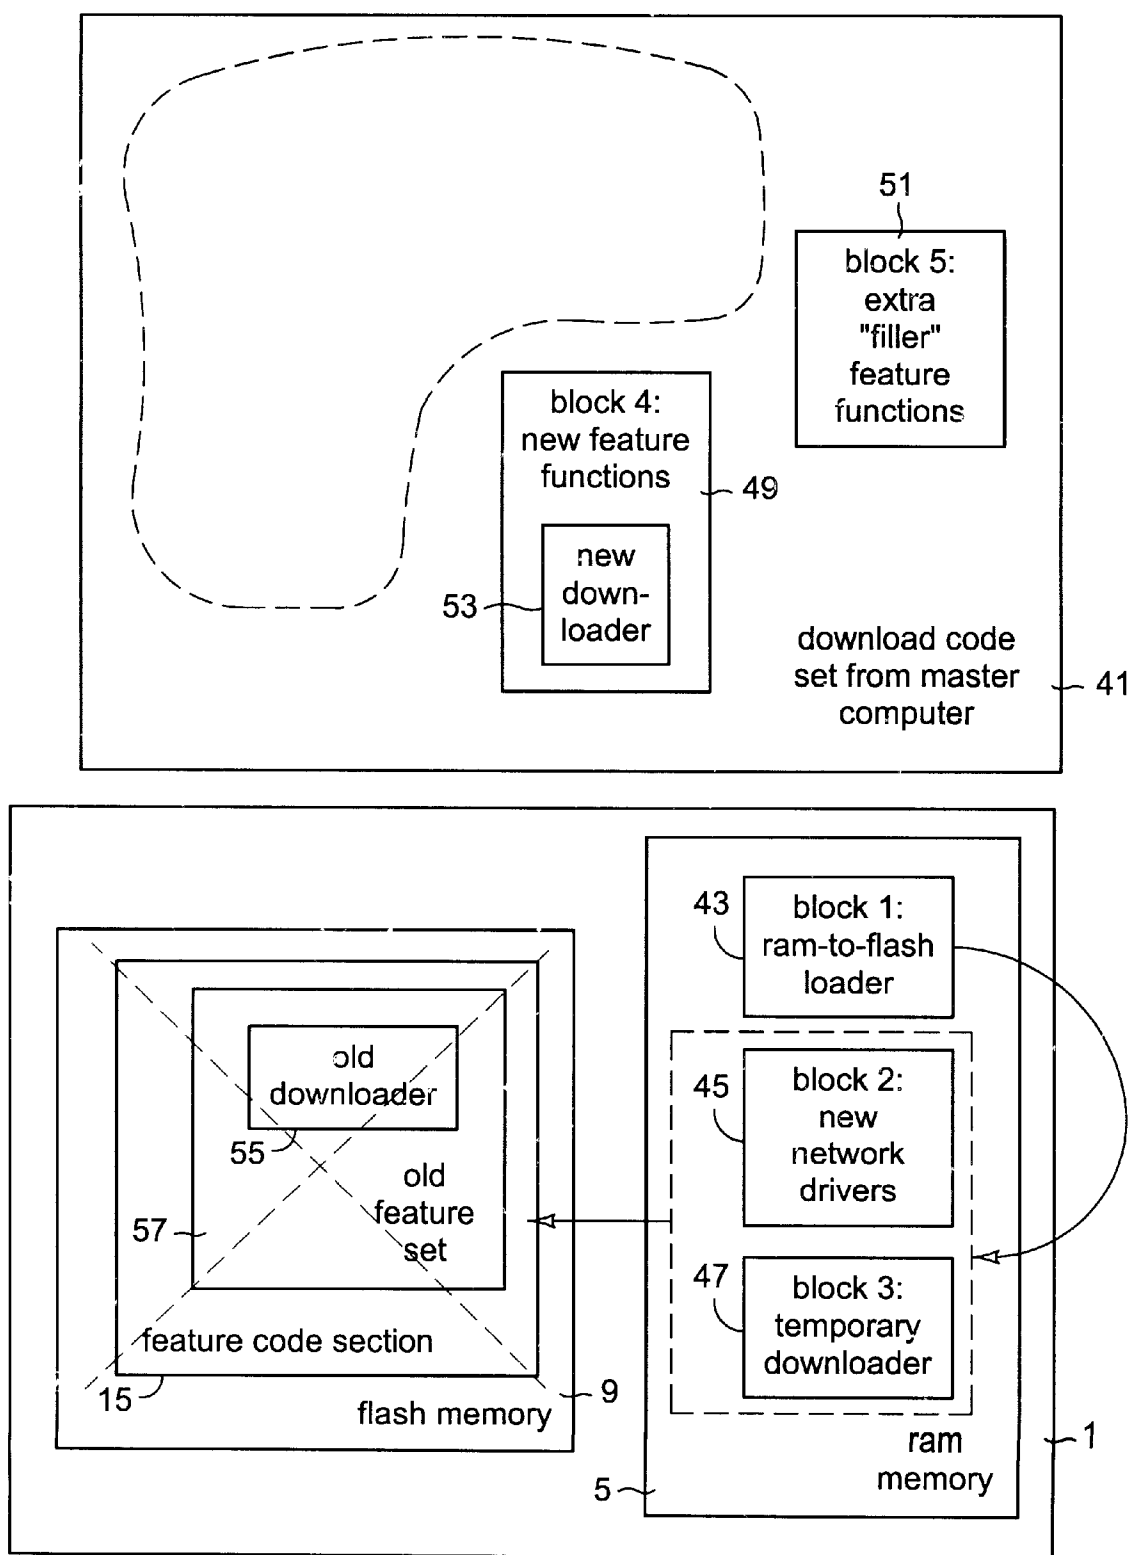 51
block 5:
extra
"filler"
feature
functions
block 4:
new feature
functions
49
new
down-
loader
53
download code
set from master
computer
41
43
block 1:
ram-to-flash
loader
old
downloader
55
45
block 2:
new
network
drivers
old
feature
set
57
47
block 3:
temporary
downloader
feature code section
15
9
flash memory
ram
memory
1
5